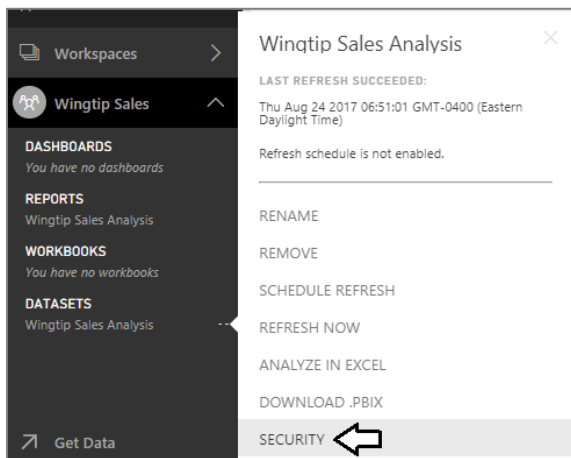 Workspaces
Wingtip Sales
DASHBOARDS
You have no dashboards
REPORTS
Wingtip Sales Analysis
WORKBOOKS
You have no workbooks
DATASETS
Wingtip Sales Analysis
Get Data
Wingtip Sales Analysis
LAST REFRESH SUCCEEDED:
Thu Aug 24 2017 06:51:01 GMT-0400 (Eastern
Daylight Time)
Refresh schedule is not enabled.
RENAME
REMOVE
SCHEDULE REFRESH
REFRESH NOW
ANALYZE IN EXCEL
DOWNLOAD .PBIX
SECURITY